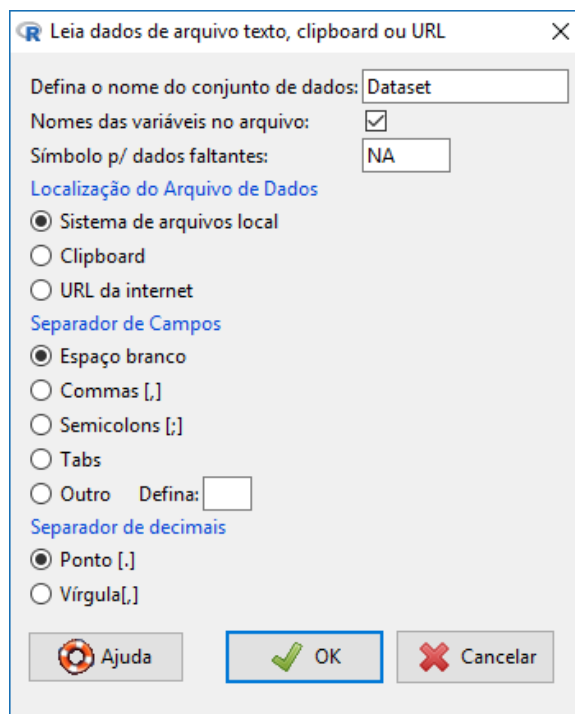 Leia dados de arquivo texto, clipboard ou URL
Defina o nome do conjunto de dados: Dataset
Nomes das variáveis no arquivo:
Símbolo p/ dados faltantes: NA
Localização do Arquivo de Dados
Sistema de arquivos local
Clipboard
URL da internet
Separador de Campos
Espaço branco
Commas [,]
Semicolons [;]
Tabs
Outro Defina:
Separador de decimais
Ponto [.]
Vírgula[,]
Ajuda OK Cancelar